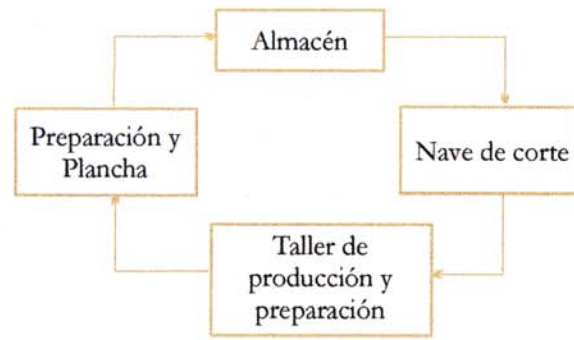 Almacén
Preparación y
Plancha
Nave de corte
Taller de
producción y
preparación